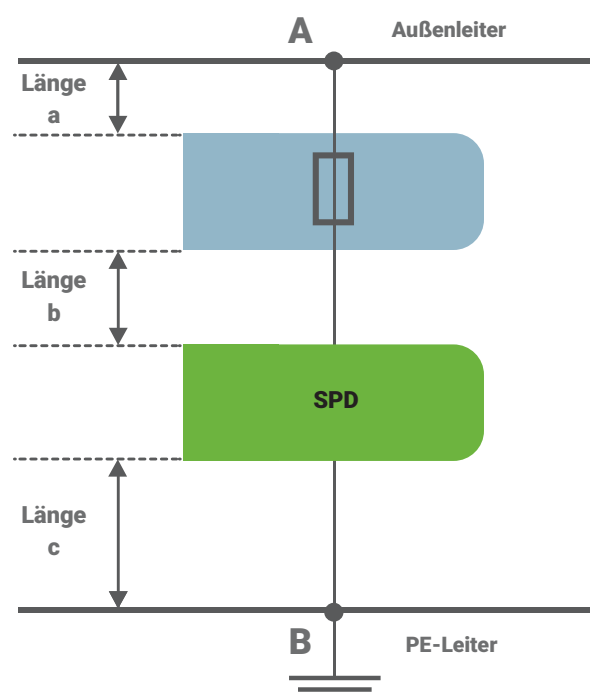 A
Außenleiter
Länge
a
Länge
b
SPD
Länge
c
B
PE-Leiter